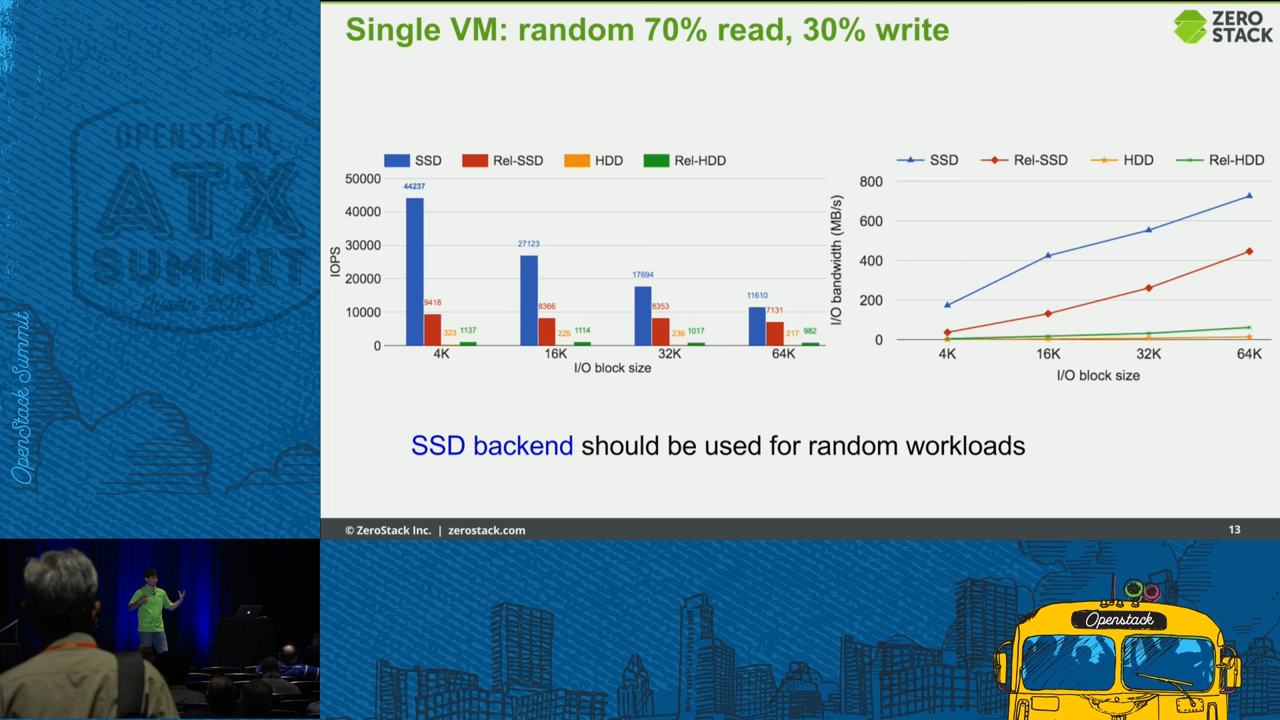 OPENSTACK
ATX
SUMMIT
OpenStack Summit
Single VM: random 70% read, 30% write
ZERO
STACK
SSD
Rel-SSD
HDD
Rel-HDD
50000
40000
30000
20000
10000
0
IOPS
44237
9418
323
1137
27123
8366
225
1114
17694
8353
236
1017
11610
7131
217
982
4K
16K
32K
64K
I/O block size
SSD
Rel-SSD
HDD
Rel-HDD
800
600
400
200
0
I/O bandwidth (MB/s)
4K
16K
32K
64K
I/O block size
SSD backend should be used for random workloads
© ZeroStack Inc. | zerostack.com
13
Openstack